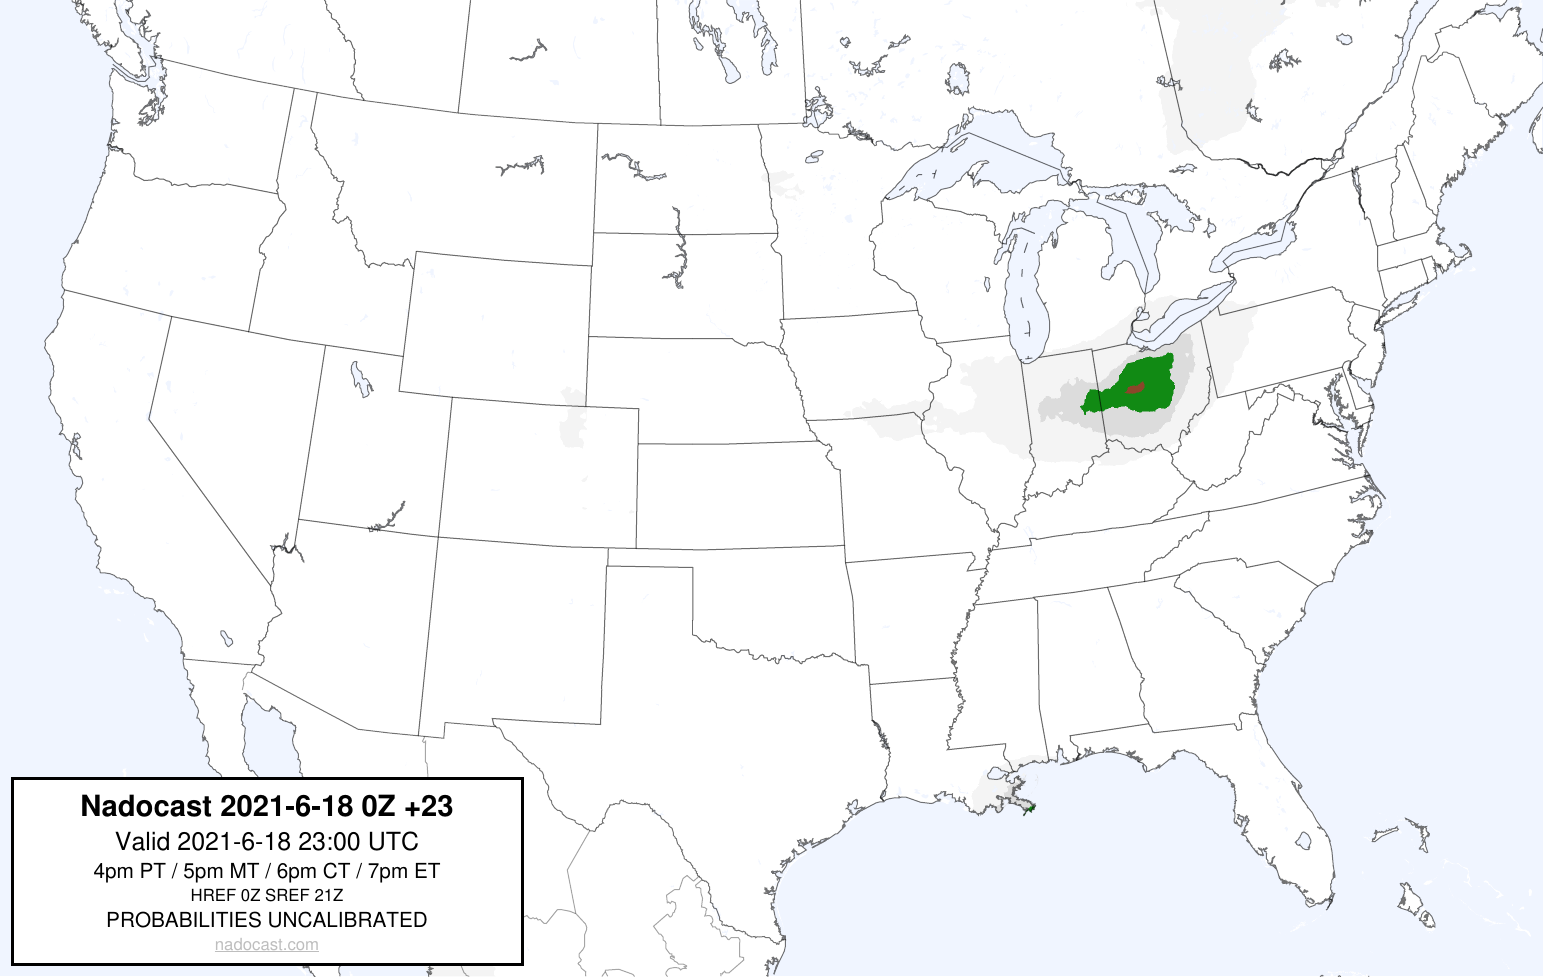 Nadocast 2021-6-18 0Z +23
Valid 2021-6-18 23:00 UTC
4pm PT / 5pm MT / 6pm CT / 7pm ET
HREF 0Z SREF 21Z
PROBABILITIES UNCALIBRATED
nadocast.com